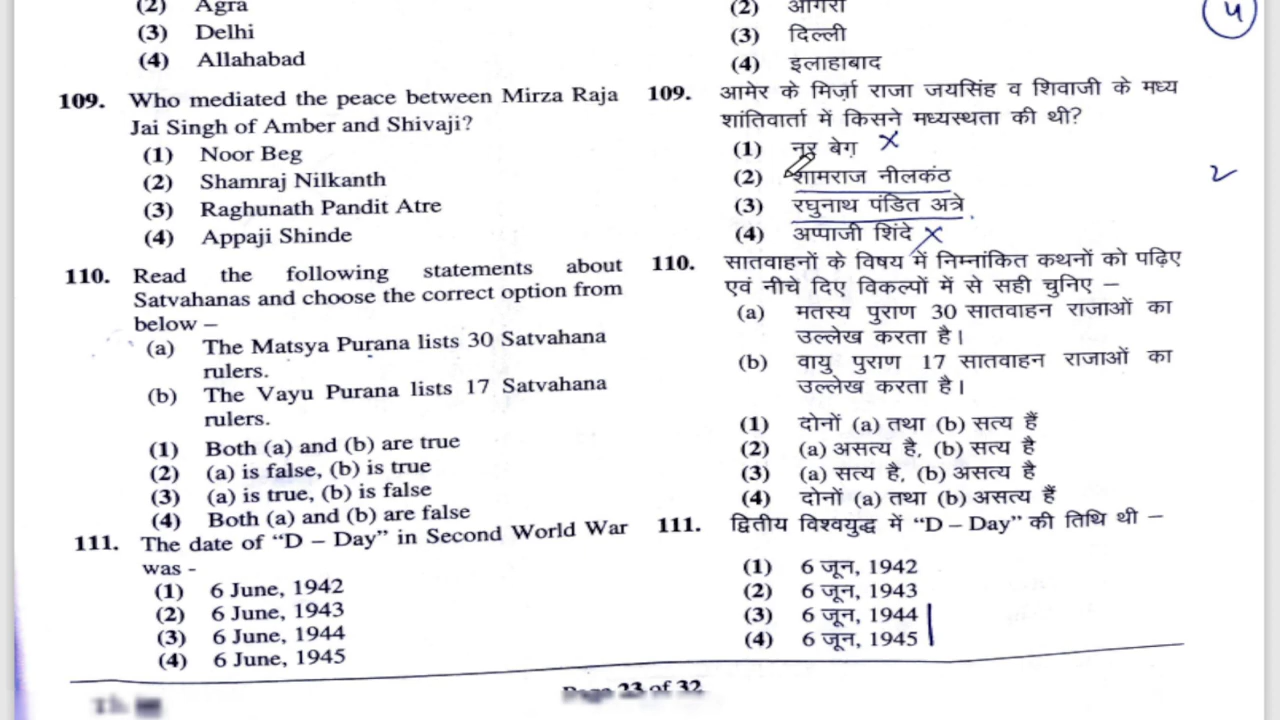 (2) Agra
(3) Delhi
(4) Allahabad
109. Who mediated the peace between Mirza Raja
Jai Singh of Amber and Shivaji?
(1) Noor Beg
(2) Shamraj Nilkanth
(3) Raghunath Pandit Atre
(4) Appaji Shinde
110. Read the following statements about
Satvahanas and choose the correct option from
below –
(a) The Matsya Purana lists 30 Satvahana
rulers.
(b) The Vayu Purana lists 17 Satvahana
rulers.
(1) Both (a) and (b) are true
(2) (a) is false, (b) is true
(3) (a) is true, (b) is false
(4) Both (a) and (b) are false
111. The date of “D – Day” in Second World War
was -
(1) 6 June, 1942
(2) 6 June, 1943
(3) 6 June, 1944
(4) 6 June, 1945
(2) आगरा
(3) दिल्ली
(4) इलाहाबाद
109. आमेर के मिर्ज़ा राजा जयसिंह व शिवाजी के मध्य
शांतिवार्ता में किसने मध्यस्थता की थी?
(1) नूर बेग़ x
(2) शामराज नीलकंठ
(3) रघुनाथ पंडित अत्रे
(4) अप्पाजी शिंदे x
110. सातवाहनों के विषय में निम्नांकित कथनों को पढ़िए
एवं नीचे दिए विकल्पों में से सही चुनिए –
(a) मतस्य पुराण 30 सातवाहन राजाओं का
उल्लेख करता है।
(b) वायु पुराण 17 सातवाहन राजाओं का
उल्लेख करता है।
(1) दोनों (a) तथा (b) सत्य हैं
(2) (a) असत्य है, (b) सत्य है
(3) (a) सत्य है, (b) असत्य है
(4) दोनों (a) तथा (b) असत्य हैं
111. द्वितीय विश्वयुद्ध में “D – Day” की तिथि थी –
(1) 6 जून, 1942
(2) 6 जून, 1943
(3) 6 जून, 1944
(4) 6 जून, 1945
4
2
Page 23 of 32